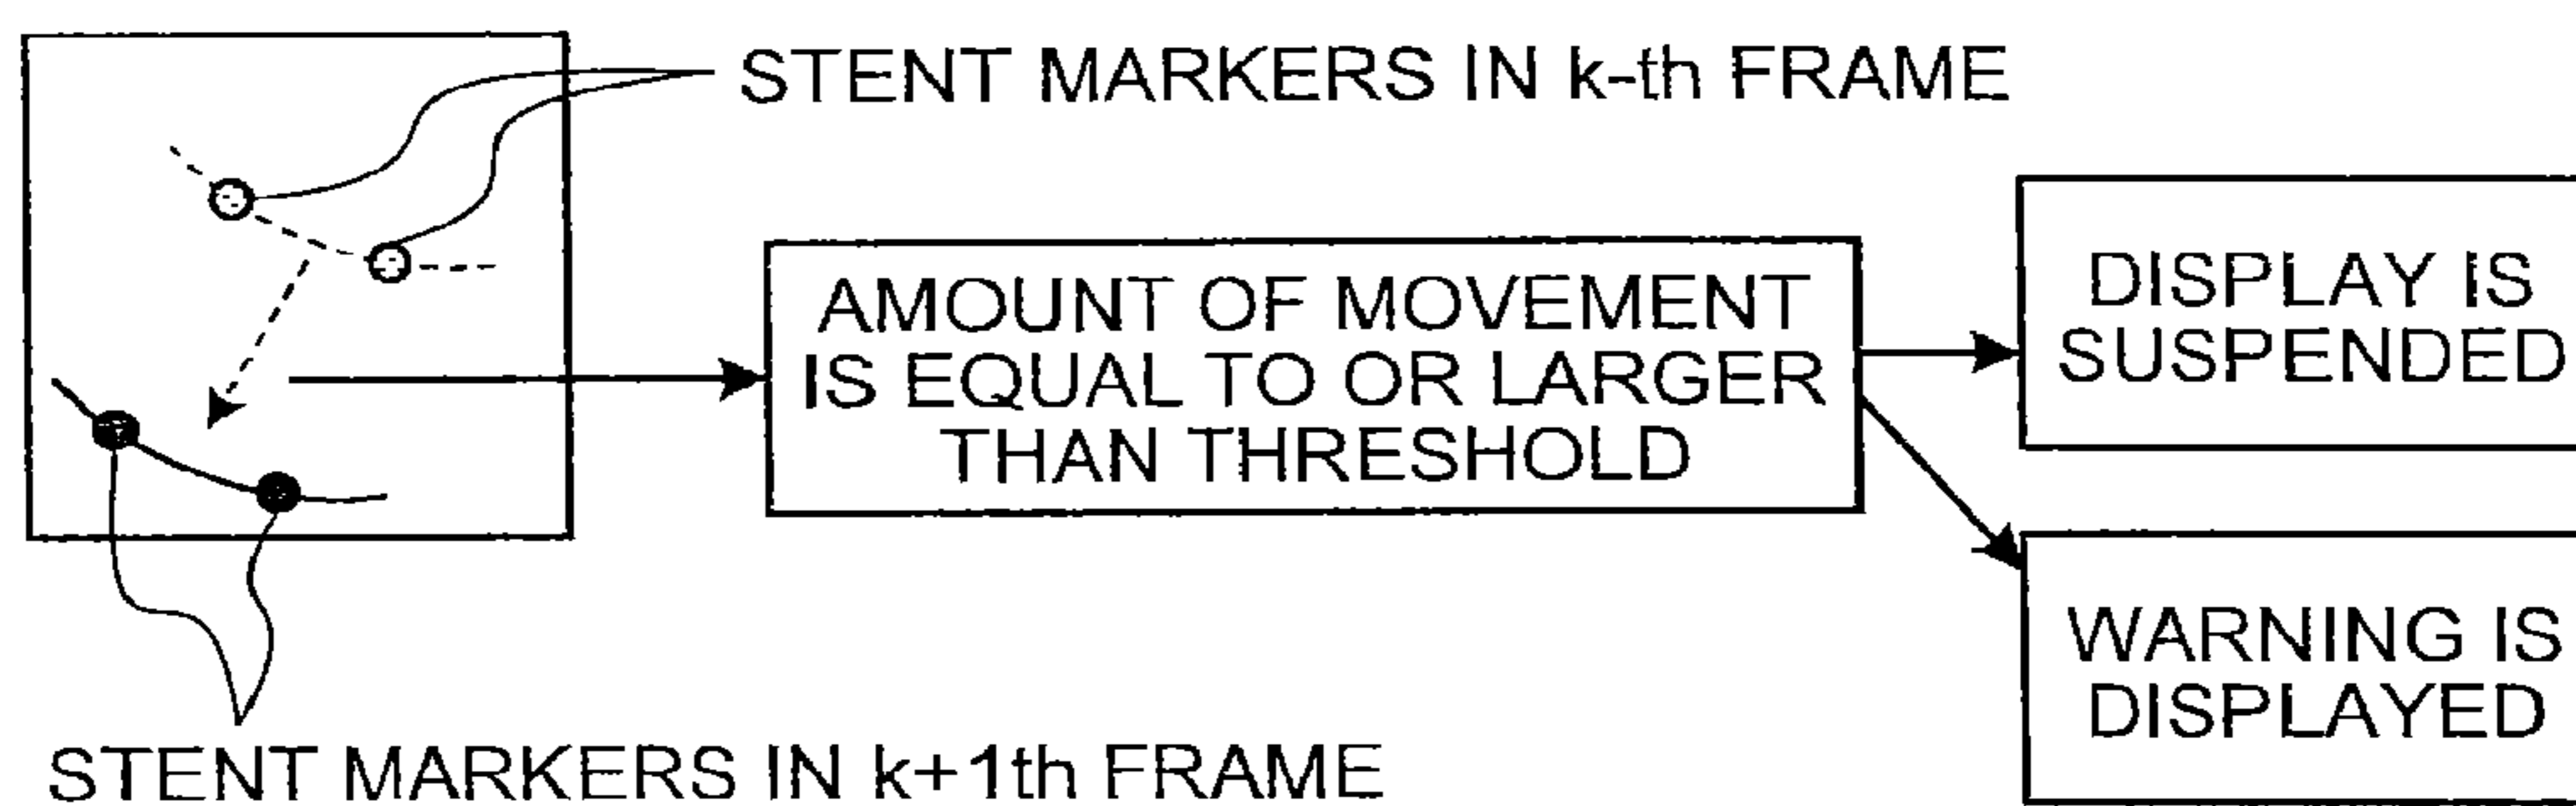 STENT MARKERS IN k-th FRAME
AMOUNT OF MOVEMENT
IS EQUAL TO OR LARGER
THAN THRESHOLD
DISPLAY IS
SUSPENDED
WARNING IS
DISPLAYED
STENT MARKERS IN k+1th FRAME